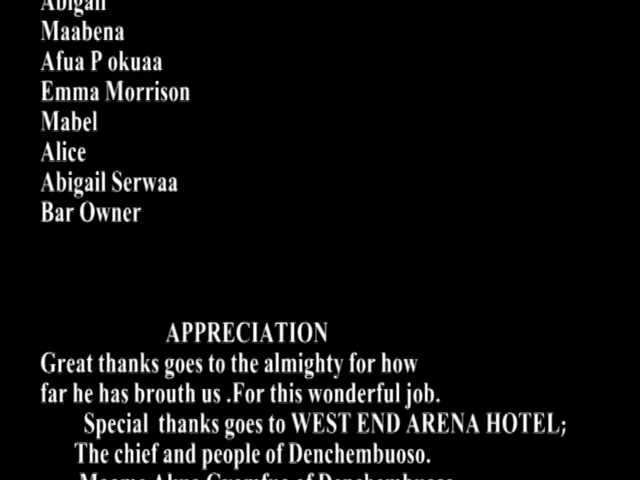 Abigail
Maabena
Afua P okuaa
Emma Morrison
Mabel
Alice
Abigail Serwaa
Bar Owner
APPRECIATION
Great thanks goes to the almighty for how
far he has brouth us .For this wonderful job.
Special  thanks goes to WEST END ARENA HOTEL;
The chief and people of Denchembuoso.